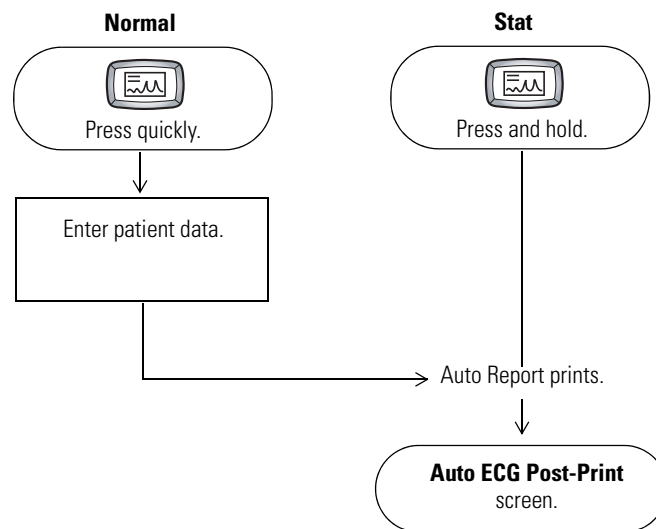 Normal
Stat
Press quickly.
Press and hold.
Enter patient data.
Auto Report prints.
Auto ECG Post-Print
screen.